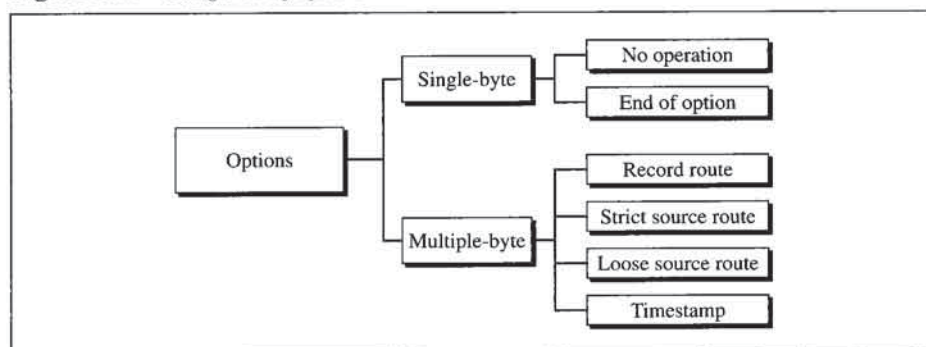 No operation
Single-byte
End of option
Options
Record route
Strict source route
Multiple-byte
Loose source route
Timestamp